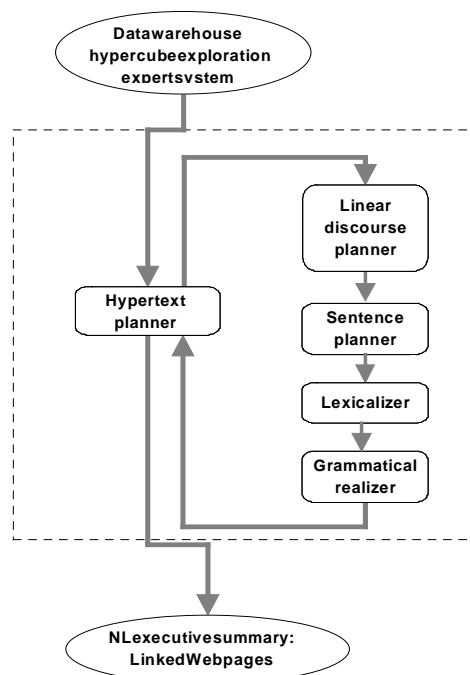 Datawarehouse
hypercubeexploration
expertsystem
Linear
discourse
planner
Hypertext
planner
Sentence
planner
Lexicalizer
Grammatical
realizer
NLexecutivesummary:
LinkedWebpages